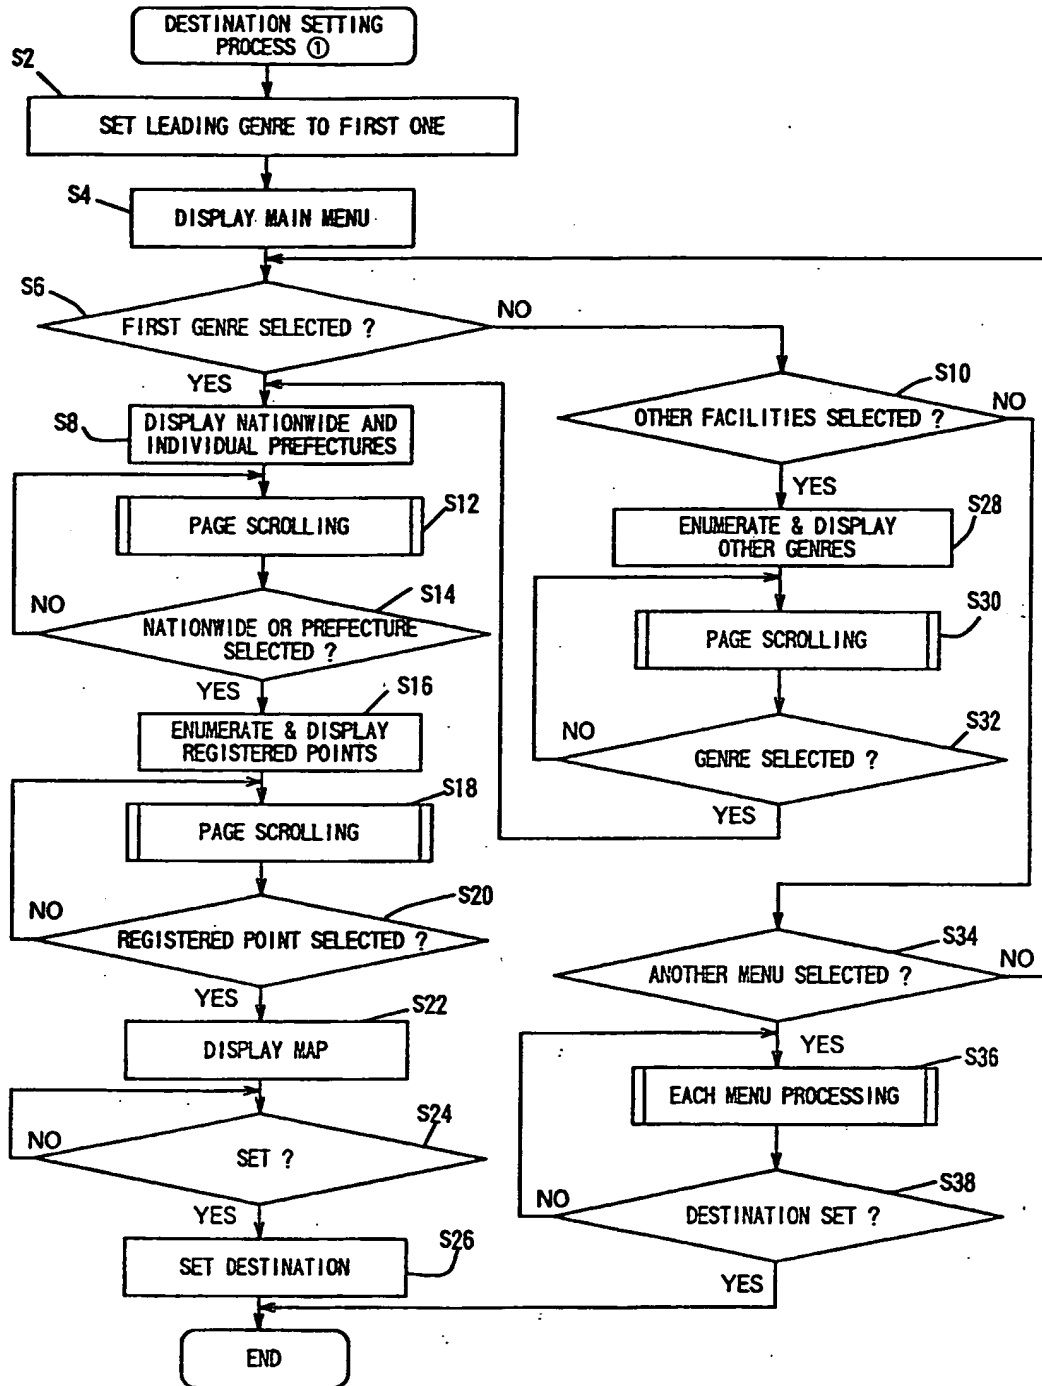 DESTINATION SETTING
PROCESS ①
S2
SET LEADING GENRE TO FIRST ONE
S4
DISPLAY MAIN MENU
S6
FIRST GENRE SELECTED ?
NO
YES
S8
DISPLAY NATIONWIDE AND
INDIVIDUAL PREFECTURES
S10
OTHER FACILITIES SELECTED ?
NO
YES
S12
PAGE SCROLLING
S14
NO
NATIONWIDE OR PREFECTURE
SELECTED ?
YES
S16
ENUMERATE & DISPLAY
REGISTERED POINTS
S18
PAGE SCROLLING
S20
NO
REGISTERED POINT SELECTED ?
YES
S22
DISPLAY MAP
S24
NO
SET ?
YES
S26
SET DESTINATION
END
S28
ENUMERATE & DISPLAY
OTHER GENRES
S30
PAGE SCROLLING
S32
NO
GENRE SELECTED ?
YES
S34
ANOTHER MENU SELECTED ?
NO
YES
S36
EACH MENU PROCESSING
S38
NO
DESTINATION SET ?
YES